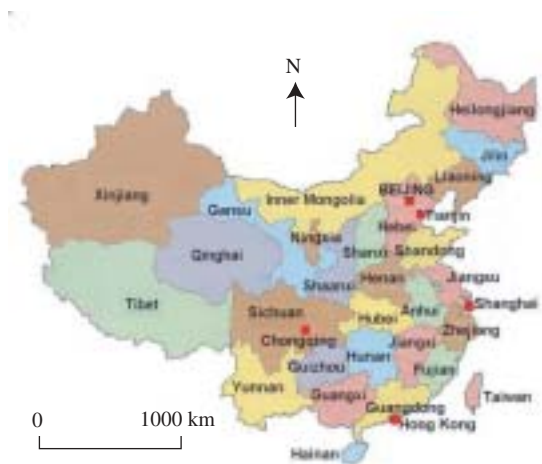 N
Heilongjiang
Jilin
Liaoning
Xinjiang
Inner Mongolia
BEIJING
Gansu
Tianjin
Hebei
Ningxia
Shanxi
Shandong
Qinghai
Henan
Jiangsu
Shaanxi
Tibet
Shanghai
Sichuan
Anhui
Hubei
Zhejiang
Chongqing
Jiangxi
Hunan
Guizhou
Fujian
Yunnan
Guangxi
Taiwan
Guangdong
0 1000 km
Hong Kong
Hainan